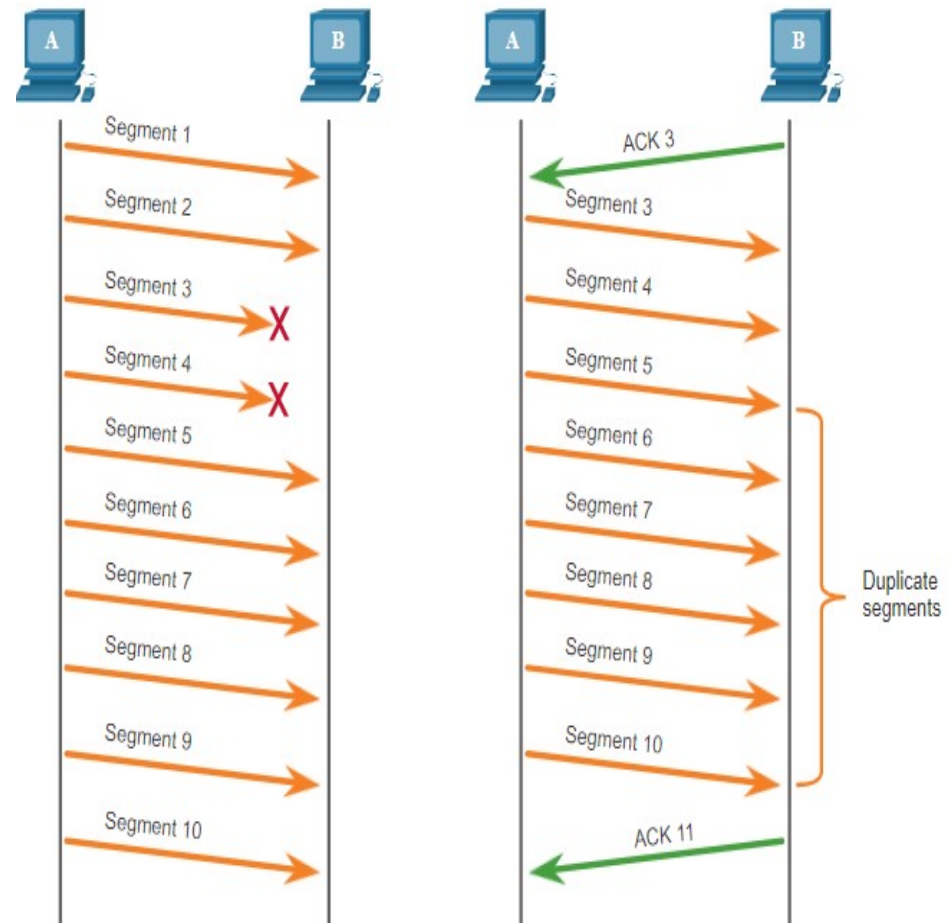 A
B
Segment 1
Segment 2
Segment 3
X
Segment 4
X
Segment 5
Segment 6
Segment 7
Segment 8
Segment 9
Segment 10
A
B
ACK 3
Segment 3
Segment 4
Segment 5
Segment 6
Segment 7
Segment 8
Segment 9
Segment 10
Duplicate
segments
ACK 11